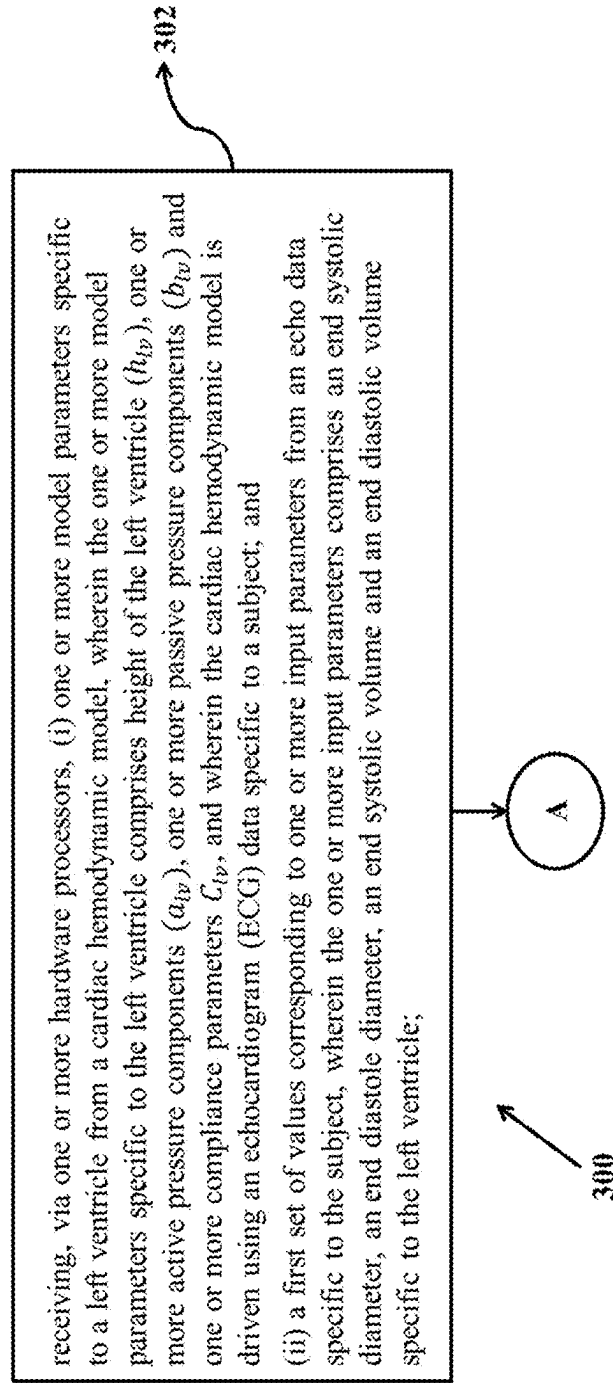 receiving, via one or more hardware processors, (i) one or more model parameters specific
to a left ventricle from a cardiac hemodynamic model, wherein the one or more model
parameters specific to the left ventricle comprises height of the left ventricle (h_lv), one or
more active pressure components (a_lv), one or more passive pressure components (b_lv) and
one or more compliance parameters C_lv, and wherein the cardiac hemodynamic model is
driven using an echocardiogram (ECG) data specific to a subject; and
(ii) a first set of values corresponding to one or more input parameters from an echo data
specific to the subject, wherein the one or more input parameters comprises an end systolic
diameter, an end diastole diameter, an end systolic volume and an end diastolic volume
specific to the left ventricle;
302
A
300